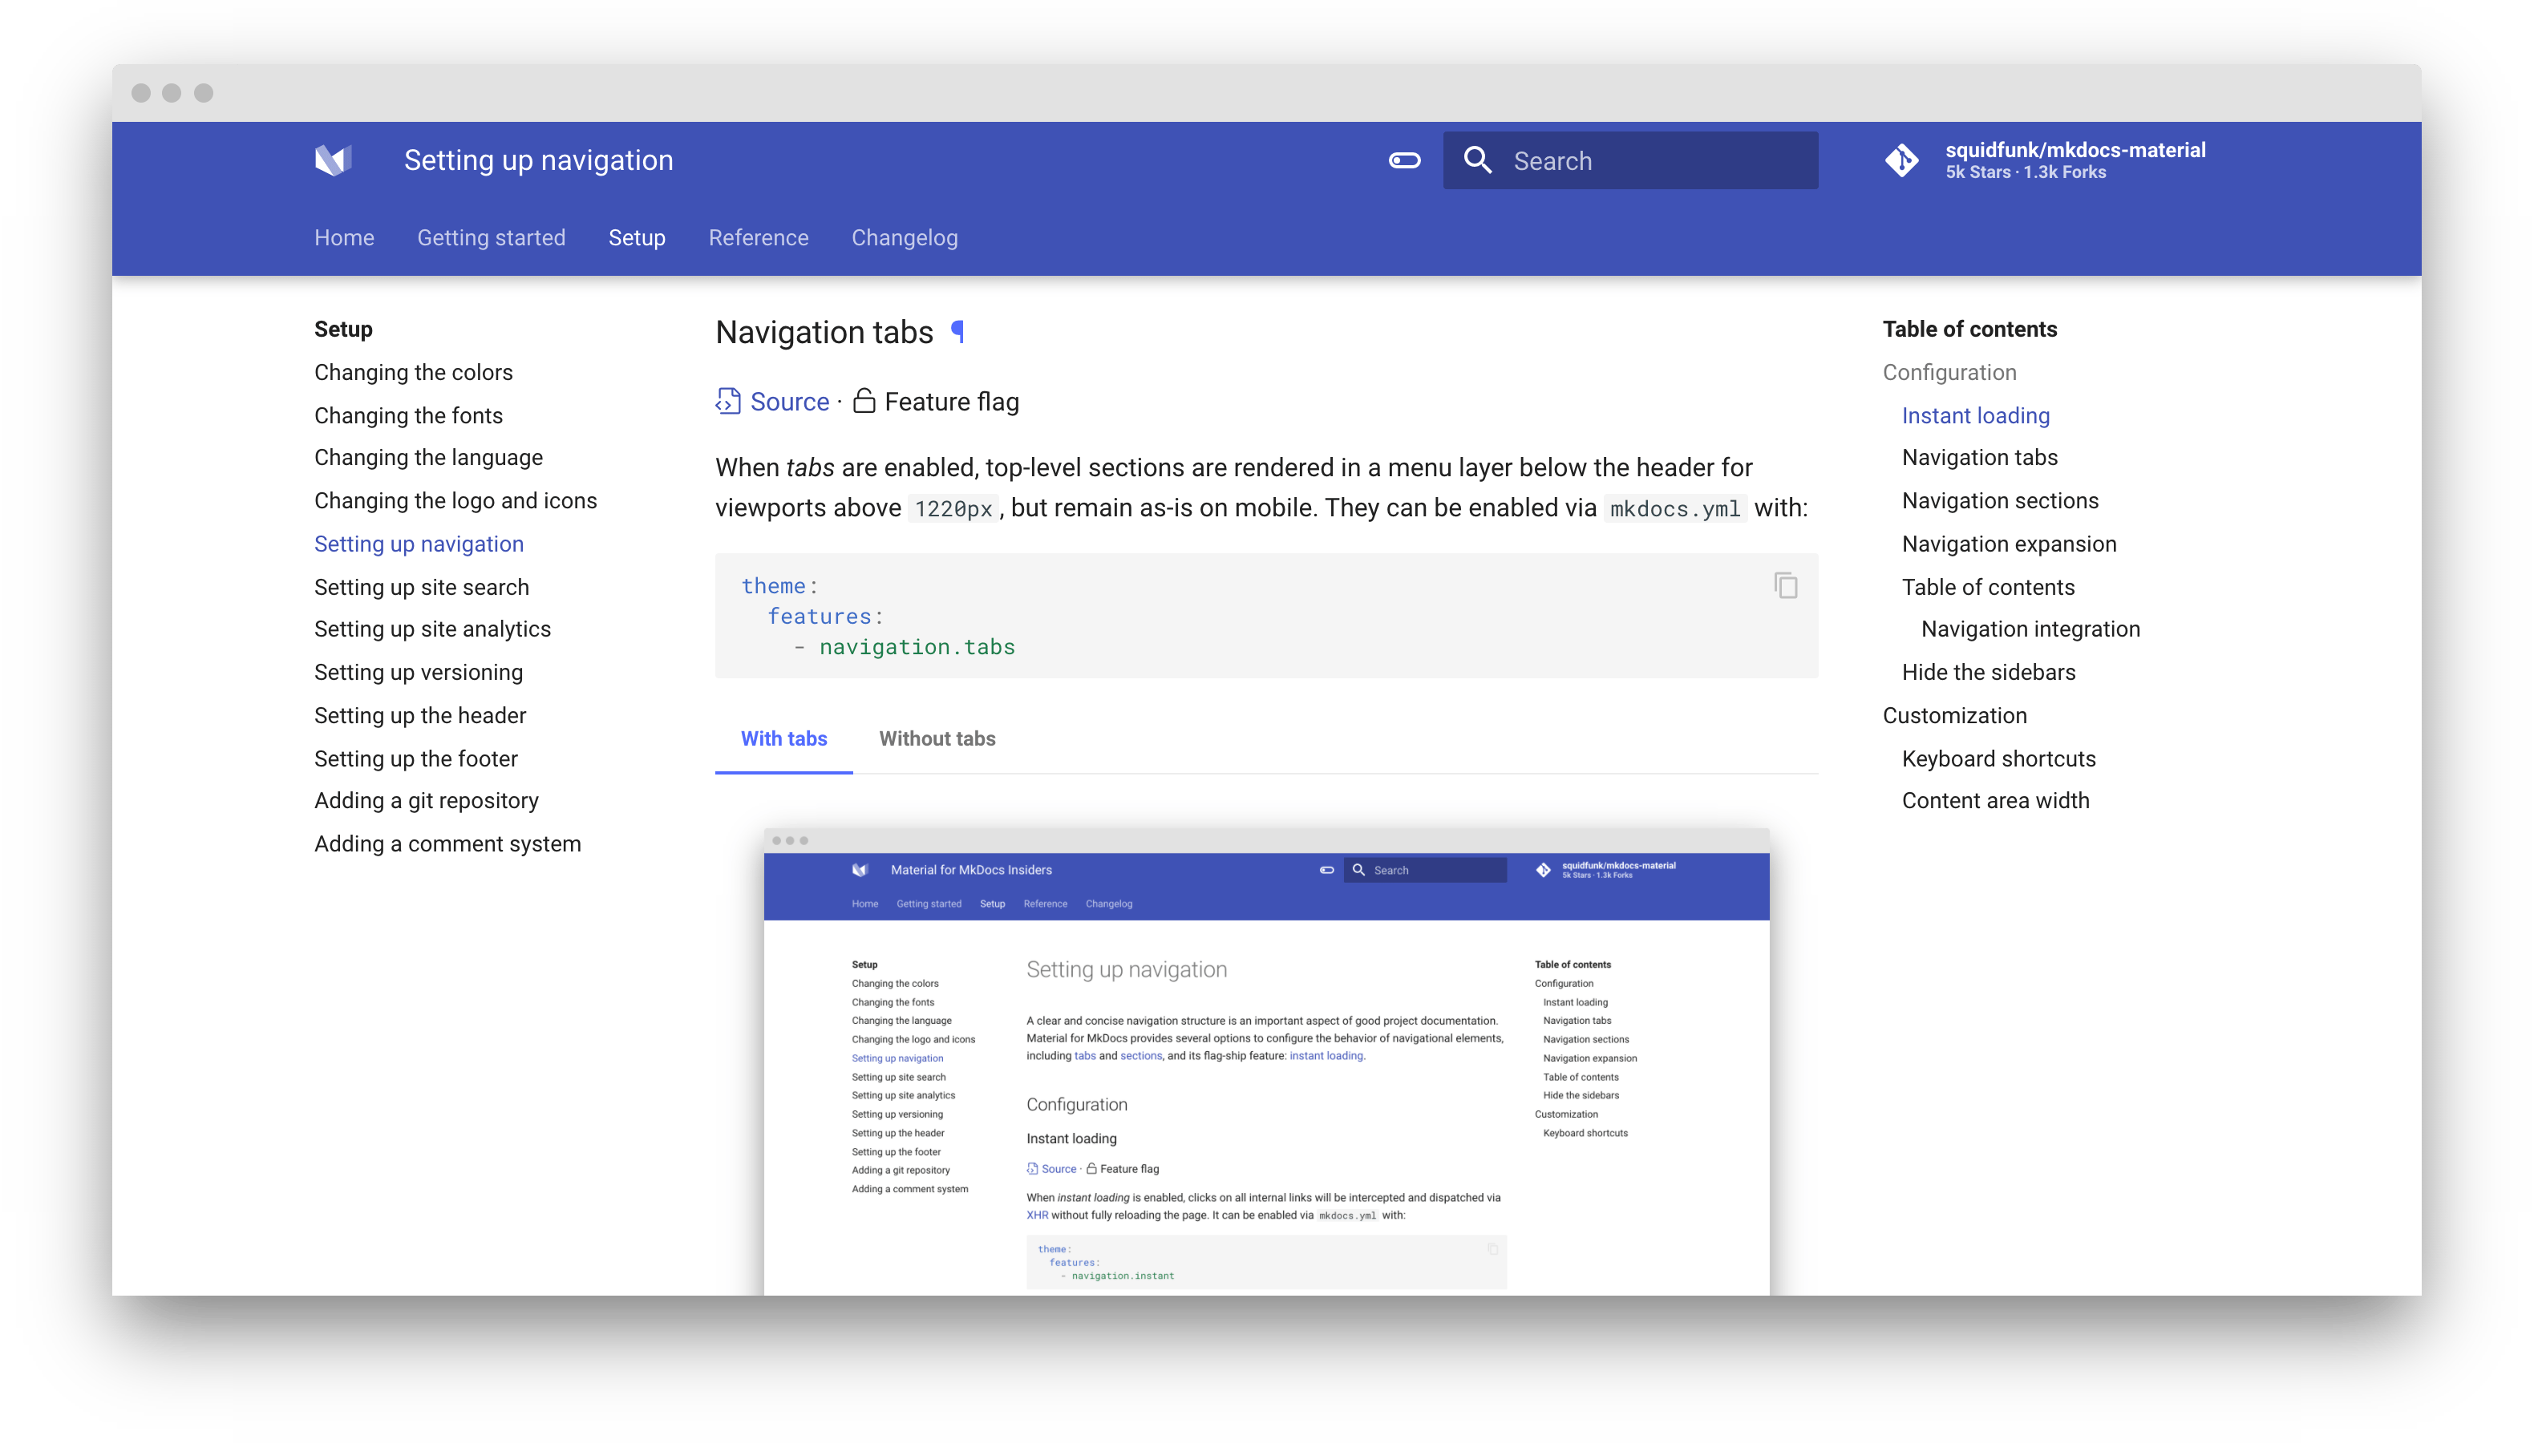 Setting up navigation
Search
squidfunk/mkdocs-material
5k Stars · 1.3k Forks
Home
Getting started
Setup
Reference
Changelog
Setup
Changing the colors
Changing the fonts
Changing the language
Changing the logo and icons
Setting up navigation
Setting up site search
Setting up site analytics
Setting up versioning
Setting up the header
Setting up the footer
Adding a git repository
Adding a comment system
Navigation tabs ¶
Source · Feature flag
When tabs are enabled, top-level sections are rendered in a menu layer below the header for
viewports above 1220px, but remain as-is on mobile. They can be enabled via mkdocs.yml with:
theme:
  features:
    - navigation.tabs
With tabs
Without tabs
Material for MkDocs Insiders
Search
squidfunk/mkdocs-material
5k Stars · 1.3k Forks
Home
Getting started
Setup
Reference
Changelog
Setup
Changing the colors
Changing the fonts
Changing the language
Changing the logo and icons
Setting up navigation
Setting up site search
Setting up site analytics
Setting up versioning
Setting up the header
Setting up the footer
Adding a git repository
Adding a comment system
Setting up navigation
A clear and concise navigation structure is an important aspect of good project documentation.
Material for MkDocs provides several options to configure the behavior of navigational elements,
including tabs and sections, and its flag-ship feature: instant loading.
Configuration
Instant loading
Source · Feature flag
When instant loading is enabled, clicks on all internal links will be intercepted and dispatched via
XHR without fully reloading the page. It can be enabled via mkdocs.yml with:
theme:
  features:
    - navigation.instant
Table of contents
Configuration
Instant loading
Navigation tabs
Navigation sections
Navigation expansion
Table of contents
Hide the sidebars
Customization
Keyboard shortcuts
Table of contents
Configuration
Instant loading
Navigation tabs
Navigation sections
Navigation expansion
Table of contents
Navigation integration
Hide the sidebars
Customization
Keyboard shortcuts
Content area width